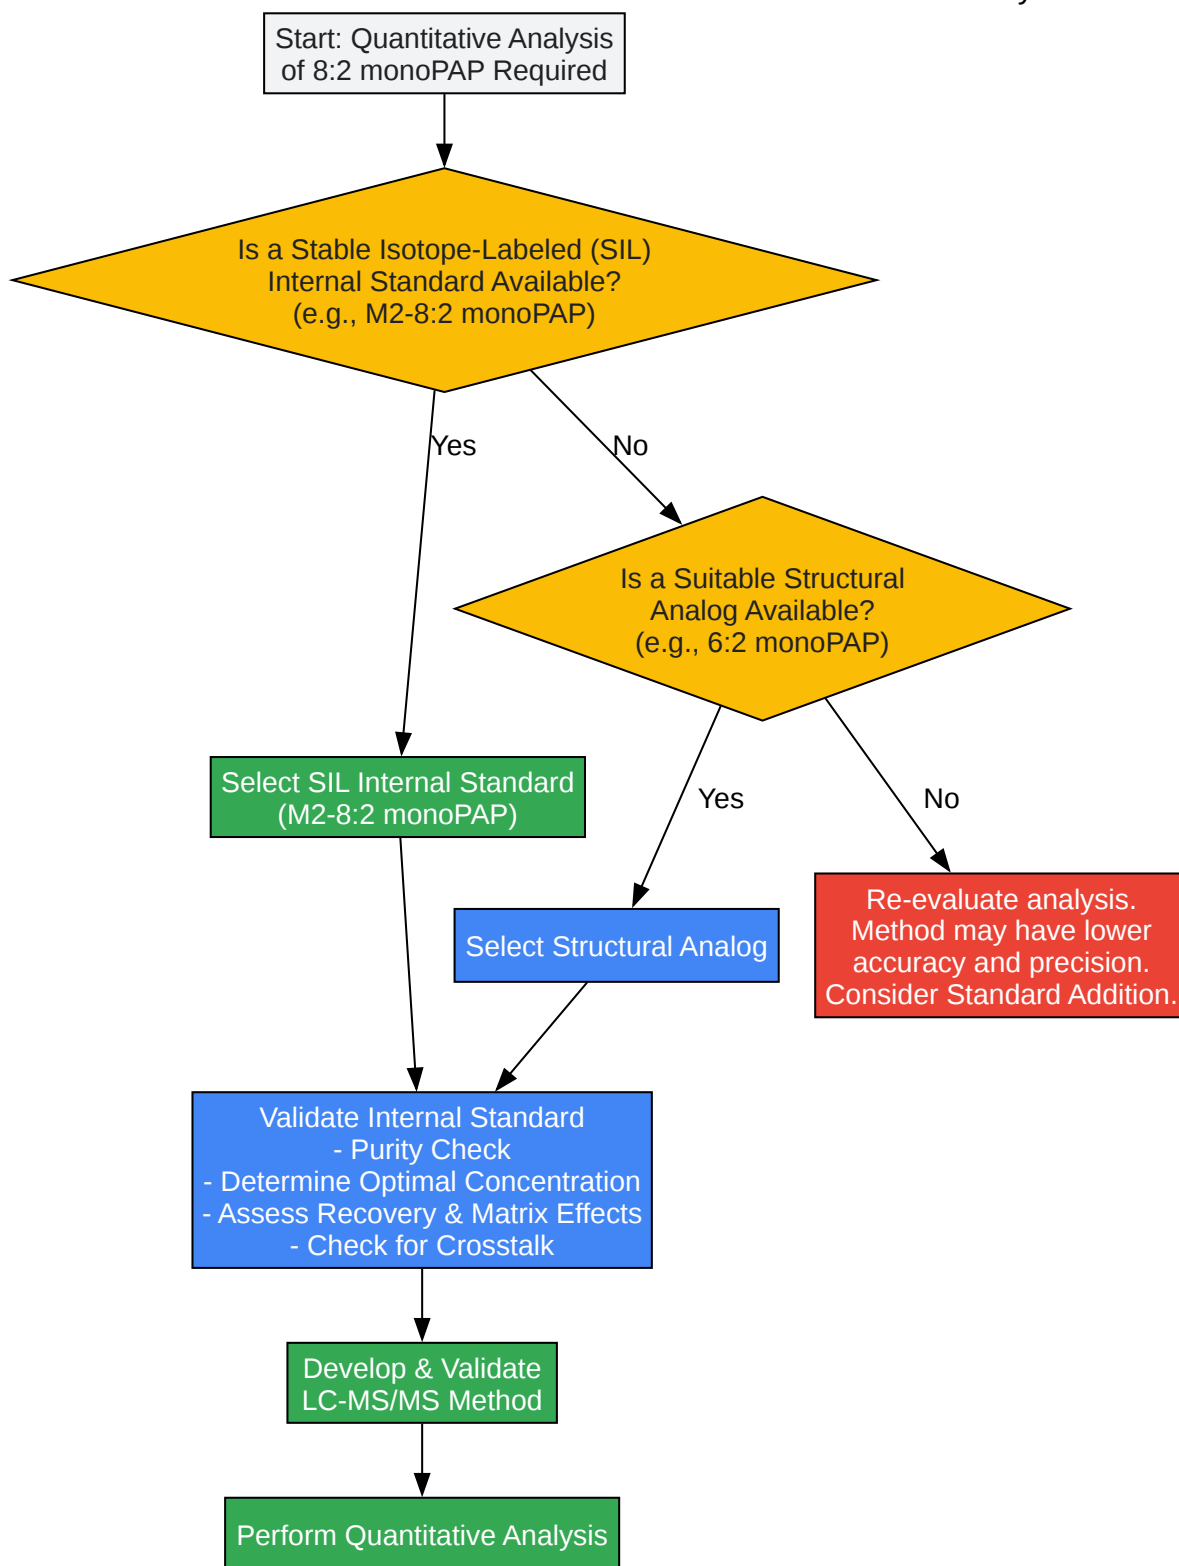 Start: Quantitative Analysis
of 8:2 monoPAP Required
Is a Stable Isotope-Labeled (SIL)
Internal Standard Available?
(e.g., M2-8:2 monoPAP)
Yes
No
Is a Suitable Structural
Analog Available?
(e.g., 6:2 monoPAP)
Select SIL Internal Standard
(M2-8:2 monoPAP)
Yes
No
Select Structural Analog
Re-evaluate analysis.
Method may have lower
accuracy and precision.
Consider Standard Addition.
Validate Internal Standard
- Purity Check
- Determine Optimal Concentration
- Assess Recovery & Matrix Effects
- Check for Crosstalk
Develop & Validate
LC-MS/MS Method
Perform Quantitative Analysis